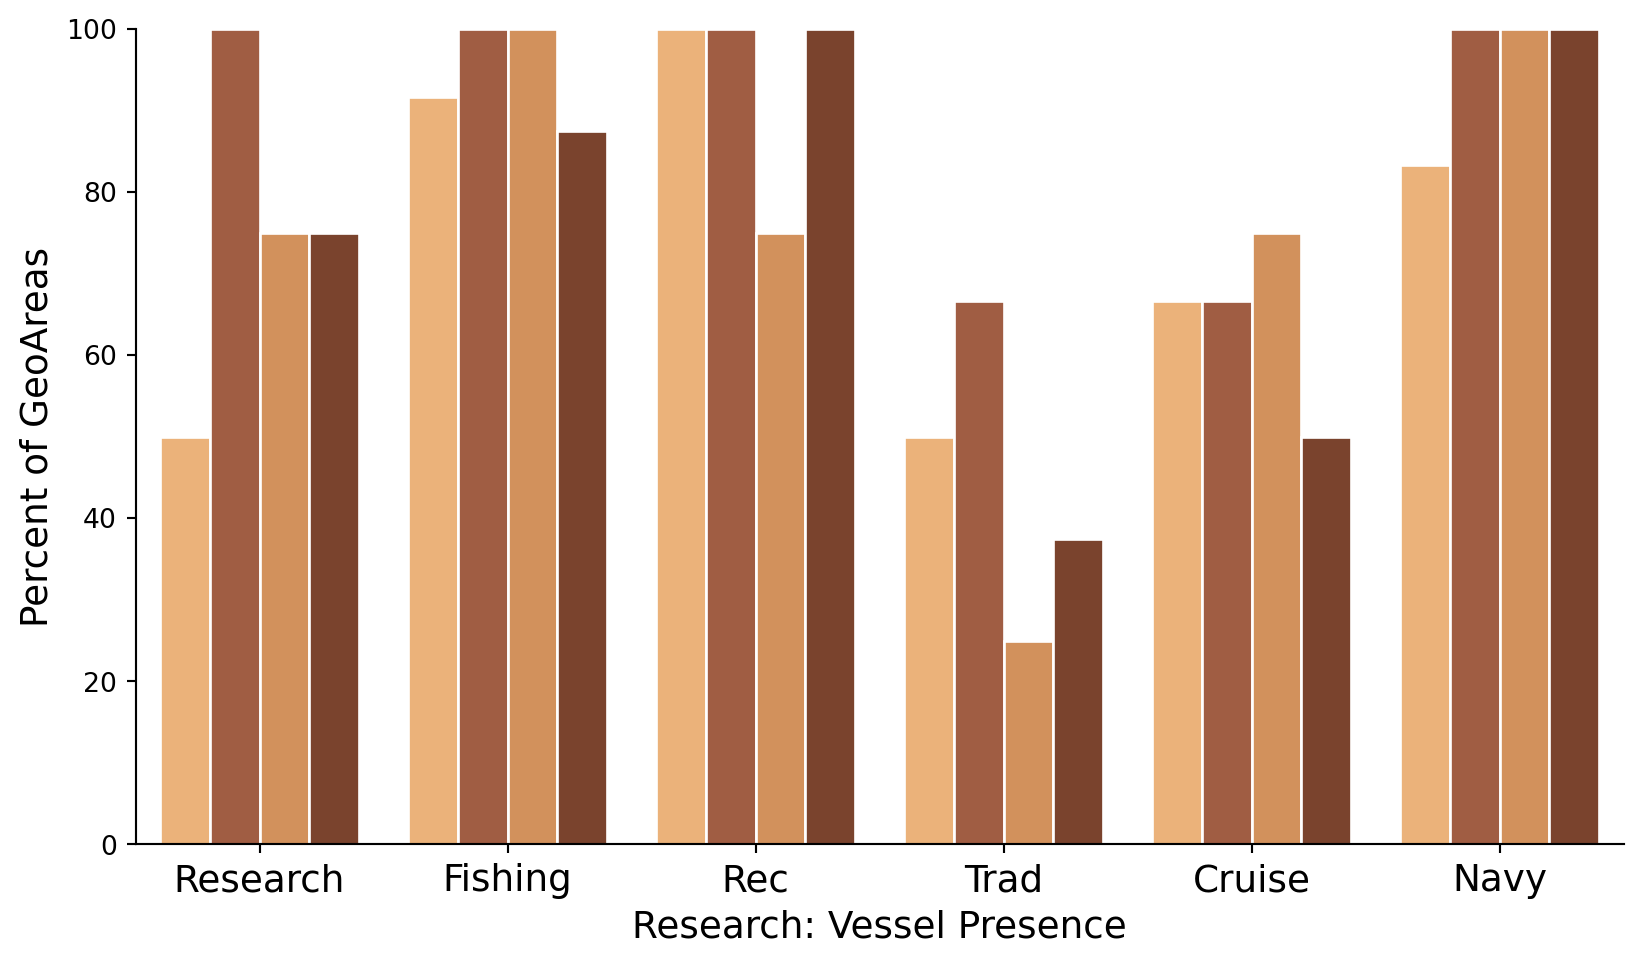 Percent of GeoAreas
100
80
60
40
20
0
Research Fishing Rec Trad Cruise Navy
Research: Vessel Presence